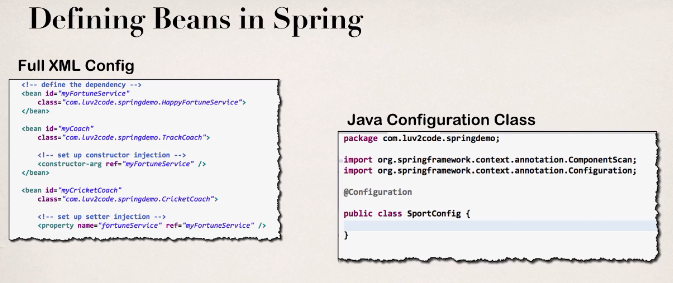 Defining Beans in Spring
Full XML Config
<!-- define the dependency -->
<bean id="myFortuneService"
class="com.luv2code.springdemo.HappyFortuneService">
</bean>
<bean id="myCoach"
class="com.luv2code.springdemo.TrackCoach">
<!-- set up constructor injection -->
<constructor-arg ref="myFortuneService" />
</bean>
<bean id="myCricketCoach"
class="com.luv2code.springdemo.CricketCoach">
<!-- set up setter injection -->
<property name="fortuneService" ref="myFortuneService" />
Java Configuration Class
package com.luv2code.springdemo;
import org.springframework.context.annotation.ComponentScan;
import org.springframework.context.annotation.Configuration;
@Configuration
public class SportConfig {
}